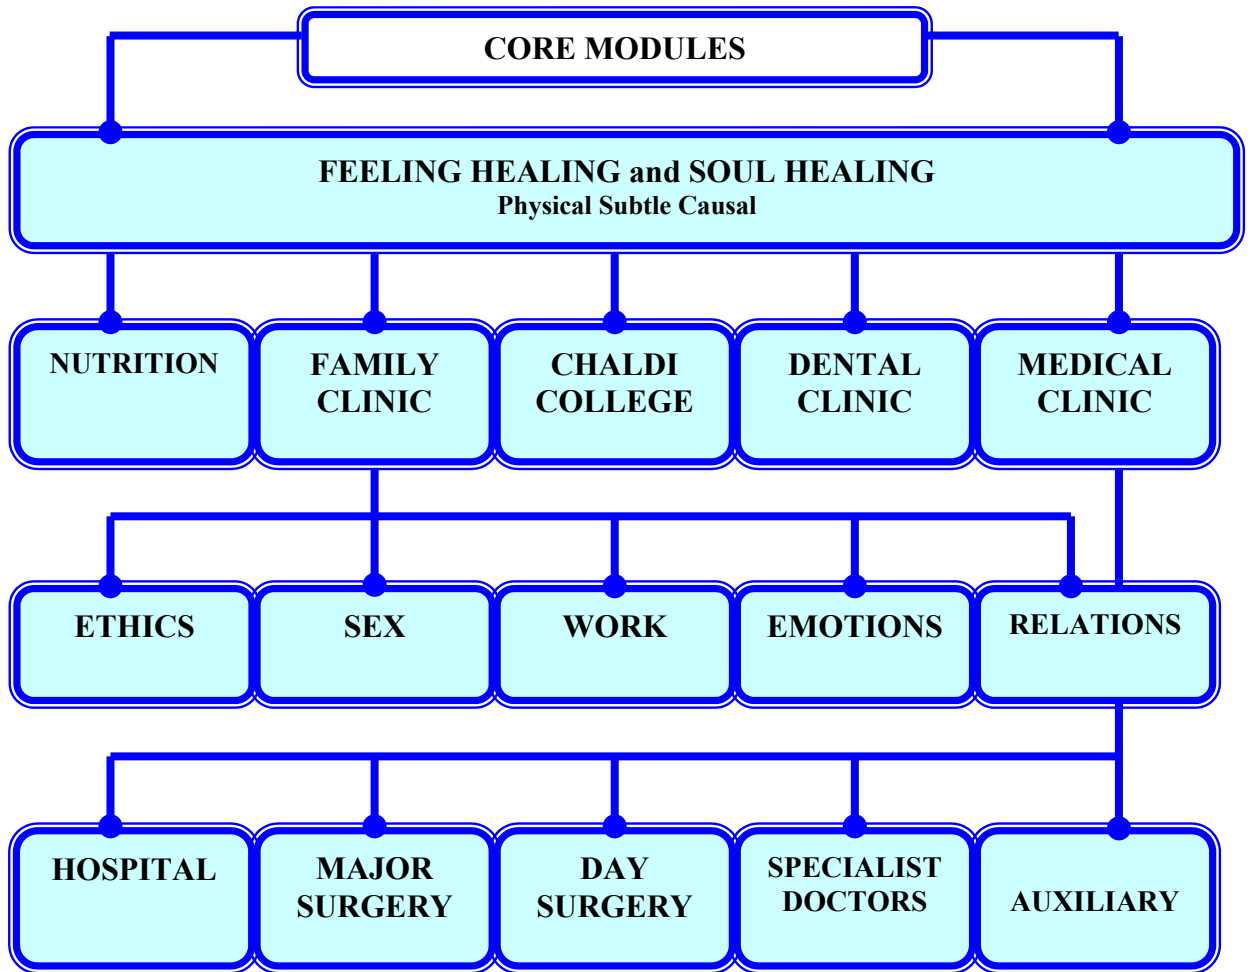 CORE MODULES
FEELING HEALING and SOUL HEALING
Physical Subtle Causal
NUTRITION
FAMILY
CLINIC
CHALDI
COLLEGE
DENTAL
CLINIC
MEDICAL
CLINIC
ETHICS
SEX
WORK
EMOTIONS
RELATIONS
HOSPITAL
MAJOR
SURGERY
DAY
SURGERY
SPECIALIST
DOCTORS
AUXILIARY